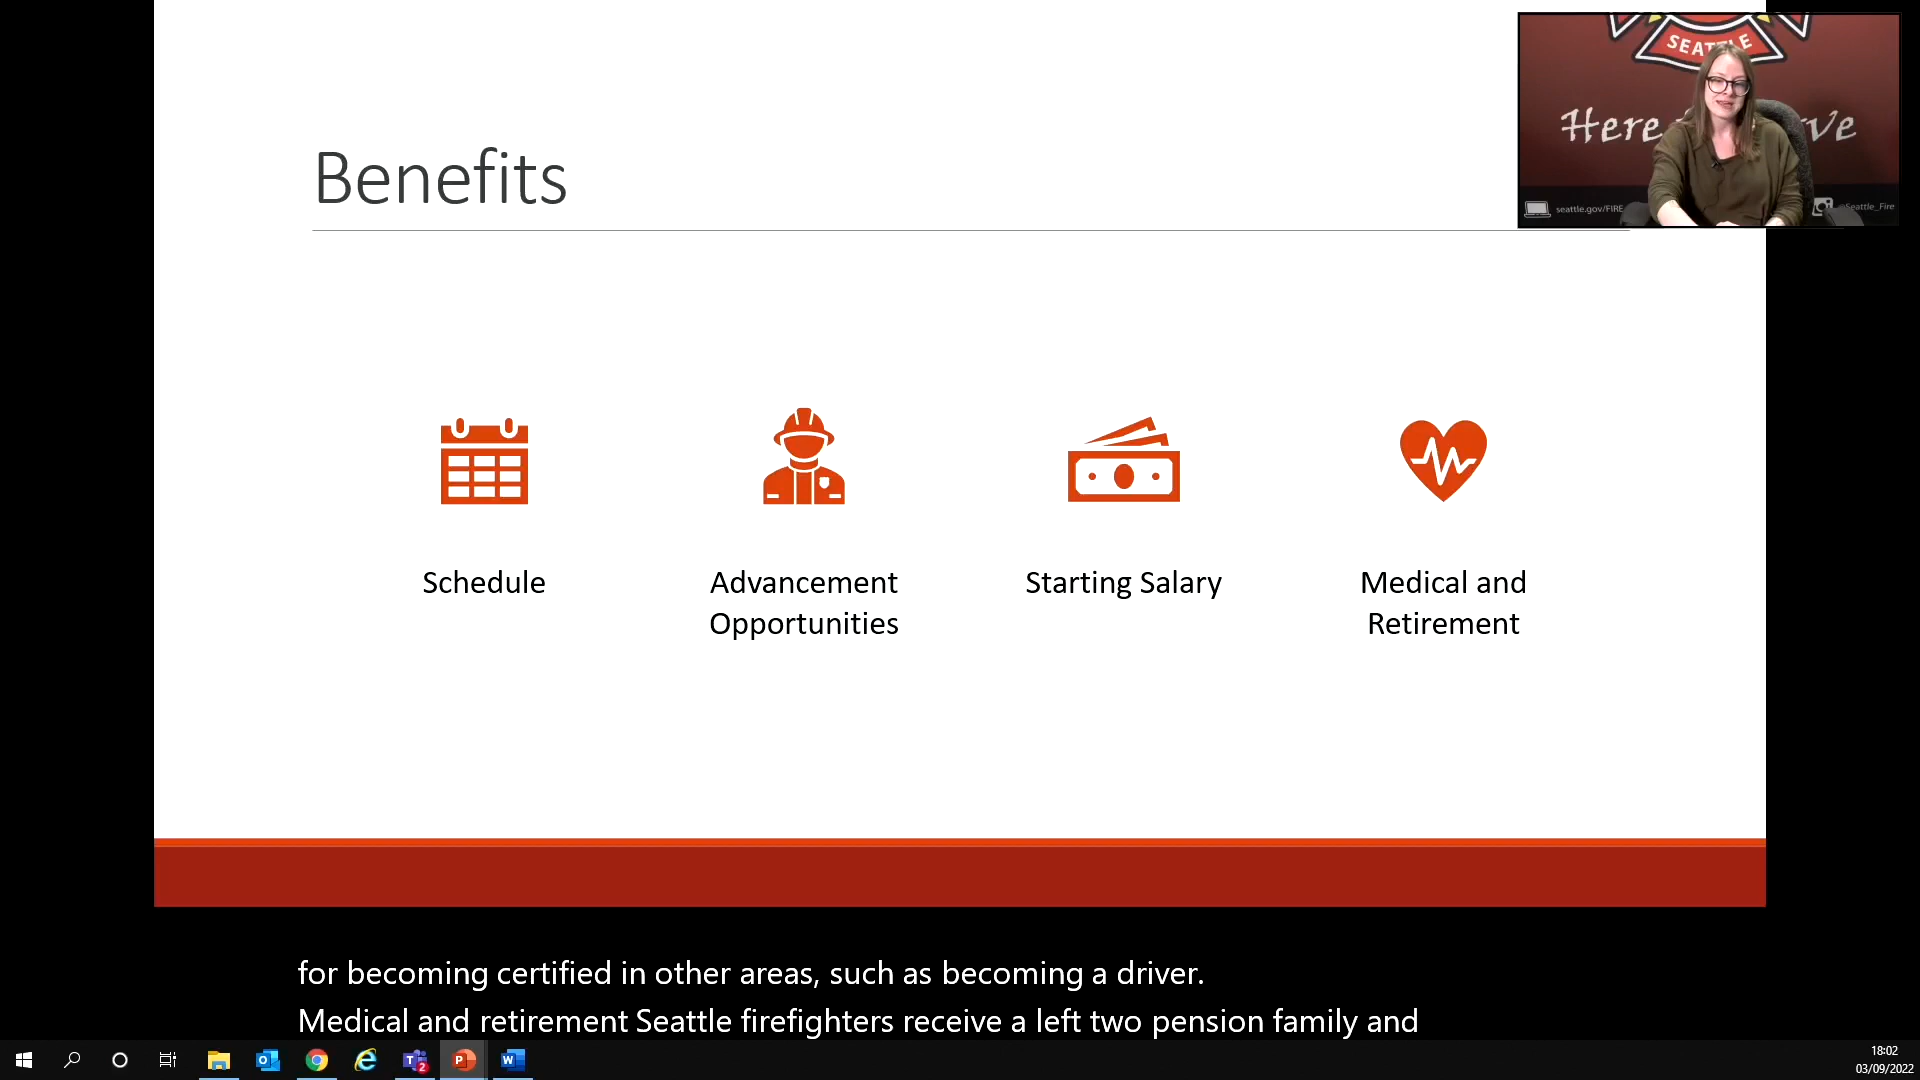 Benefits
SEATTLE
Here
ve
seattle.gov/FIRE
@Seattle_Fire
Schedule
Advancement
Opportunities
Starting Salary
Medical and
Retirement
for becoming certified in other areas, such as becoming a driver.
Medical and retirement Seattle firefighters receive a left two pension family and
18:02
03/09/2022